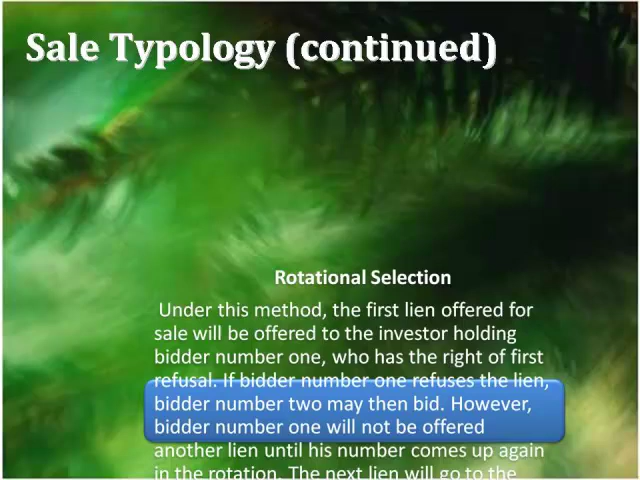 Sale Typology (continued)
Rotational Selection
Under this method, the first lien offered for
sale will be offered to the investor holding
bidder number one, who has the right of first
refusal. If bidder number one refuses the lien,
bidder number two may then bid. However,
bidder number one will not be offered
another lien until his number comes up again
in the rotation. The next lien will go to the